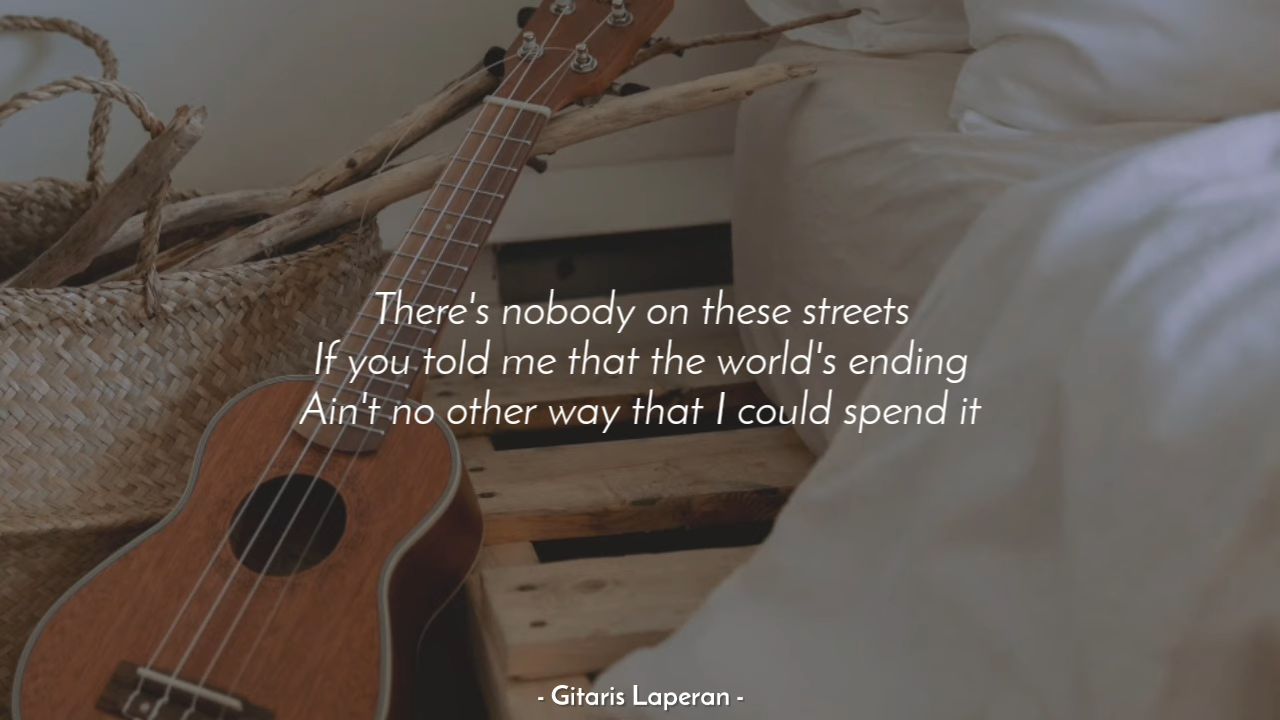 There's nobody on these streets
If you told me that the world's ending
Ain't no other way that I could spend it
- Gitaris Laperan -